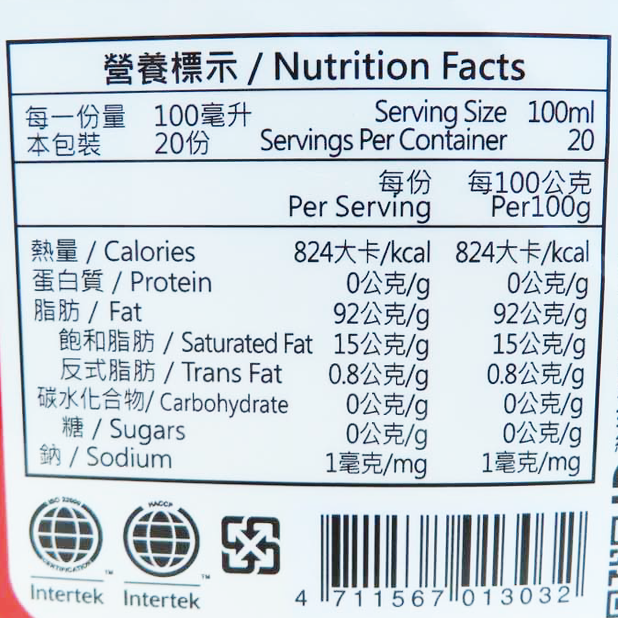 營養標示 / Nutrition Facts
每一份量 100毫升 Serving Size 100ml
本包裝 20份 Servings Per Container 20
每份 每100公克
Per Serving Per100g
熱量 / Calories 824大卡/kcal 824大卡/kcal
蛋白質 / Protein 0公克/g 0公克/g
脂肪 / Fat 92公克/g 92公克/g
飽和脂肪 / Saturated Fat 15公克/g 15公克/g
反式脂肪 / Trans Fat 0.8公克/g 0.8公克/g
碳水化合物/ Carbohydrate 0公克/g 0公克/g
糖 / Sugars 0公克/g 0公克/g
鈉 / Sodium 1毫克/mg 1毫克/mg
ISO 22000
CERTIFICATION
HACCP
TM TM
Intertek Intertek
4 711567 013032